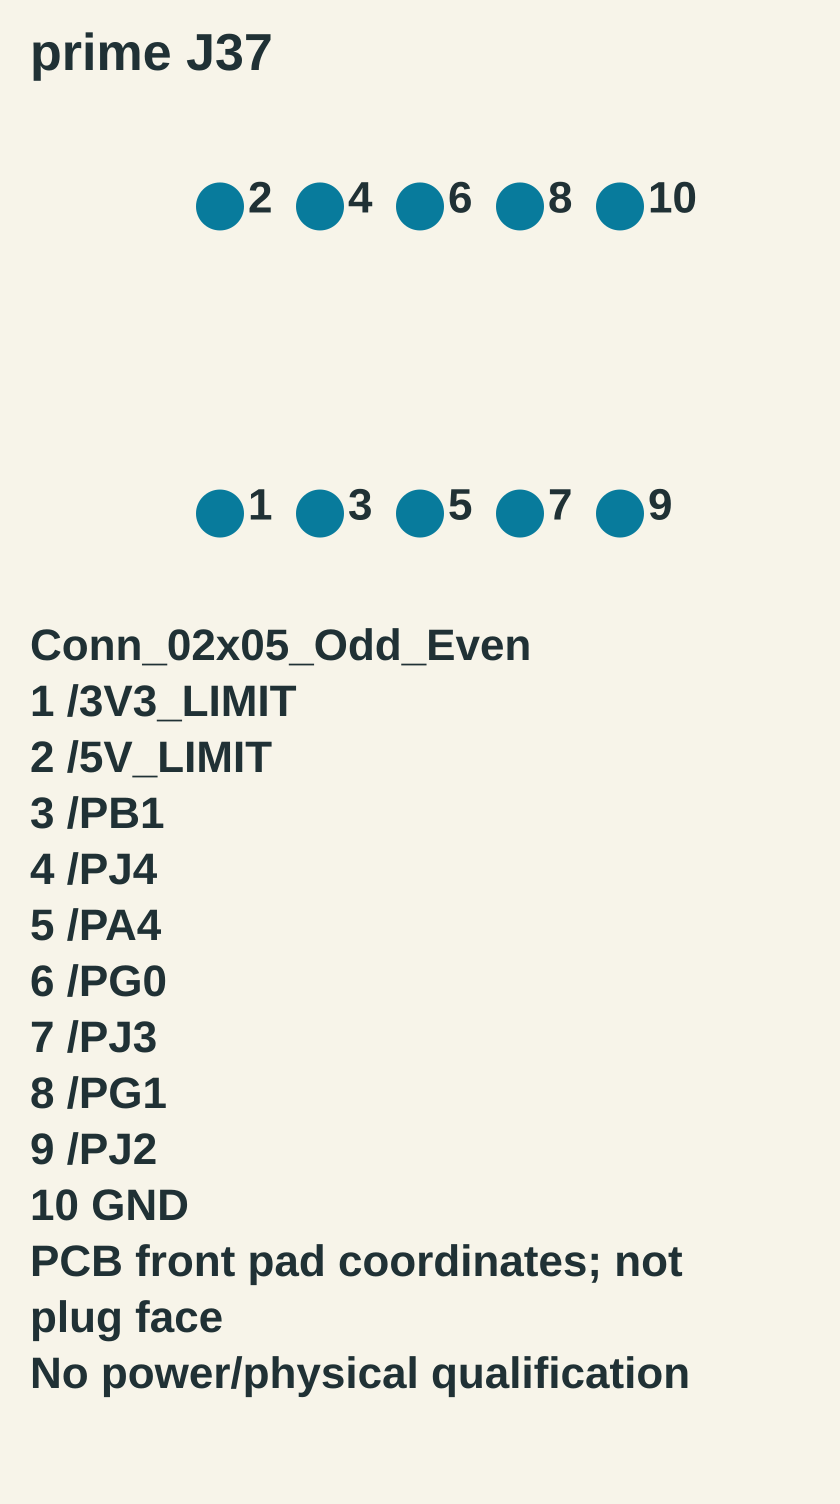 prime J37
2 4 6 8 10
1 3 5 7 9
Conn_02x05_Odd_Even
1 /3V3_LIMIT
2 /5V_LIMIT
3 /PB1
4 /PJ4
5 /PA4
6 /PG0
7 /PJ3
8 /PG1
9 /PJ2
10 GND
PCB front pad coordinates; not
plug face
No power/physical qualification